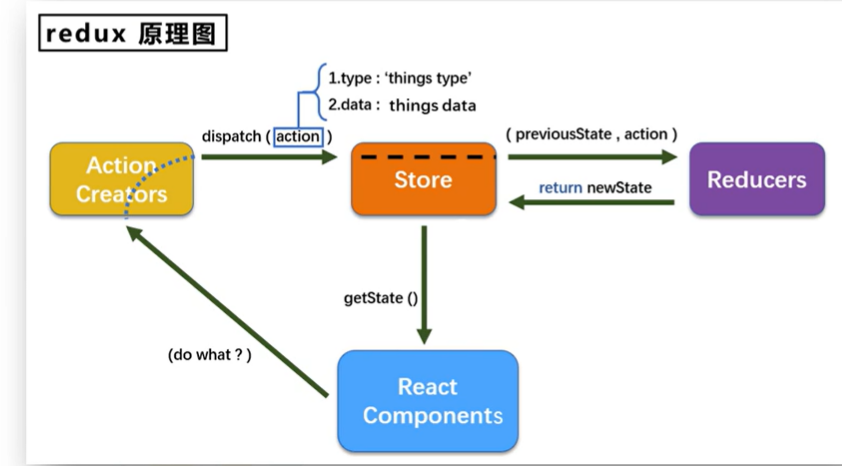 redux 原理图
1.type : ‘things type’
2.data : things data
dispatch ( action )
( previousState , action )
Action
Creators
Store
Reducers
return newState
getState ()
(do what ? )
React
Components